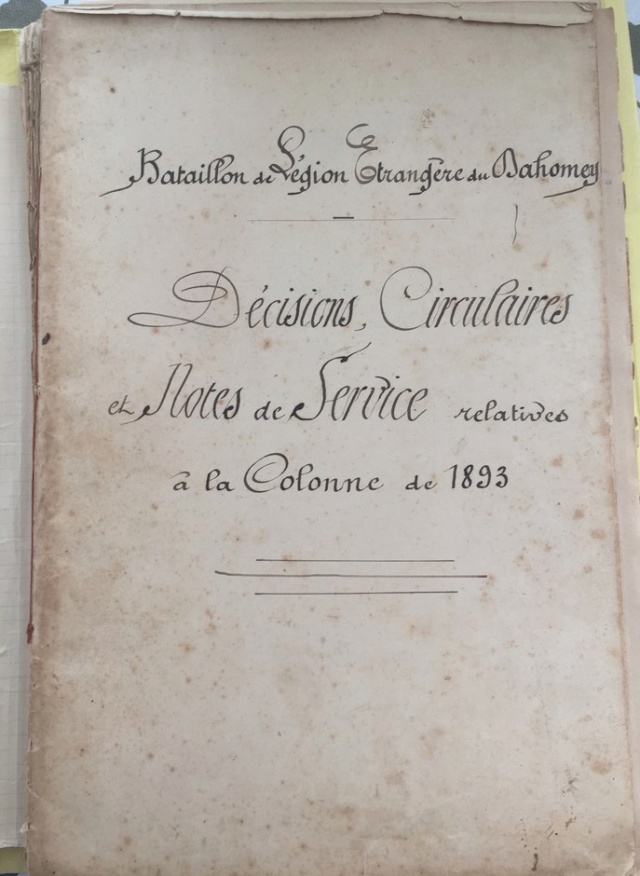 Bataillon de Légion Etrangère du Dahomey
Décisions, Circulaires
et Notes de Service relatives
à la Colonne de 1893